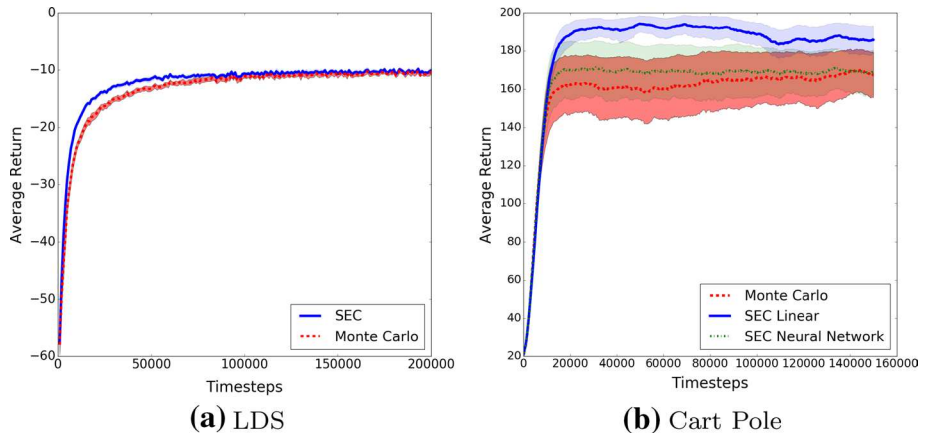 0
−10
−20
−30
−40
−50
−60
Average Return
SEC
Monte Carlo
0 50000 100000 150000 200000
Timesteps
(a) LDS
200
180
160
140
120
100
80
60
40
20
Average Return
Monte Carlo
SEC Linear
SEC Neural Network
0 20000 40000 60000 80000 100000 120000 140000 160000
Timesteps
(b) Cart Pole